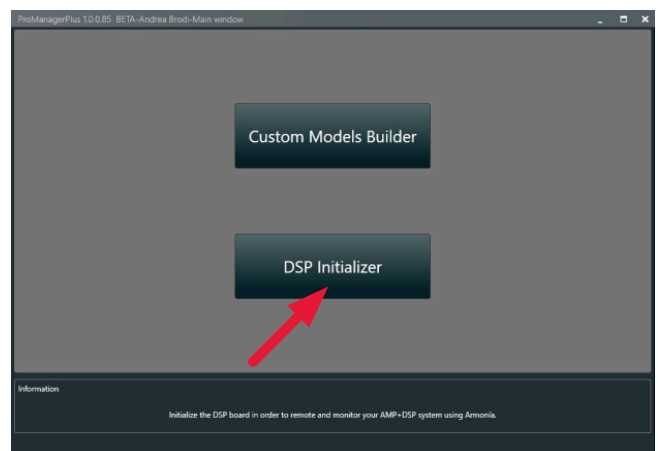 ProManagerPlus 1.0.0.85 BETA-Andrea Brodi-Main window
Custom Models Builder
DSP Initializer
Information
Initialize the DSP board in order to remote and monitor your AMP+DSP system using Armonía.